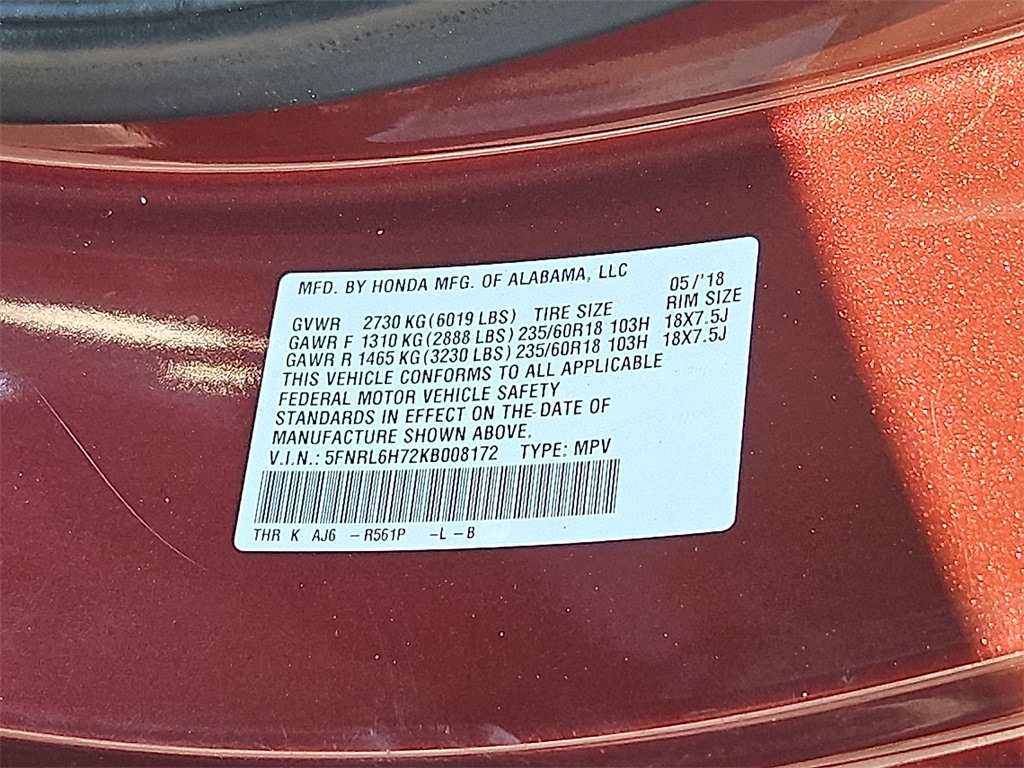 MFD. BY HONDA MFG. OF ALABAMA, LLC 05/'18
GVWR 2730 KG(6019 LBS) TIRE SIZE RIM SIZE
GAWR F 1310 KG(2888 LBS) 235/60R18 103H 18X7.5J
GAWR R 1465 KG(3230 LBS) 235/60R18 103H 18X7.5J
THIS VEHICLE CONFORMS TO ALL APPLICABLE
FEDERAL MOTOR VEHICLE SAFETY
STANDARDS IN EFFECT ON THE DATE OF
MANUFACTURE SHOWN ABOVE.
V.I.N.: 5FNRL6H72KB008172 TYPE: MPV
THR K AJ6 -R561P -L-B